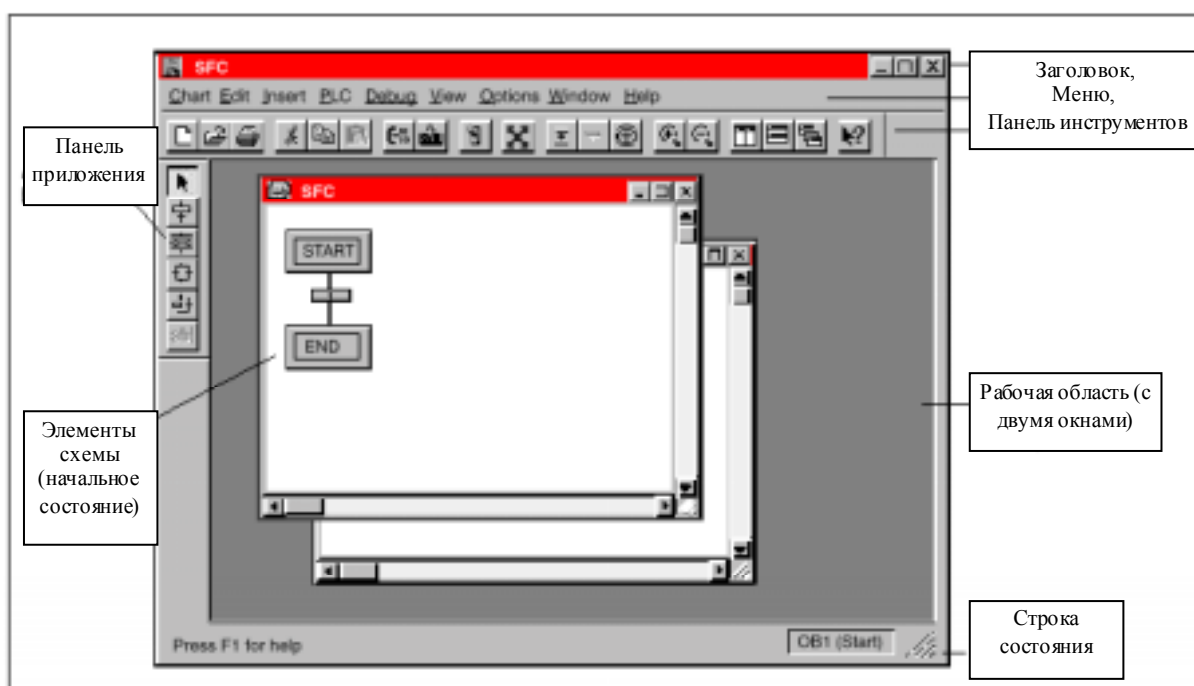 SFC
Chart Edit Insert PLC Debug View Options Window Help
Заголовок,
Меню,
Панель инструментов
Панель
приложения
SFC
START
END
Элементы
схемы
(начальное
состояние)
Рабочая область (с
двумя окнами)
Press F1 for help
OB1 (Start)
Строка
состояния